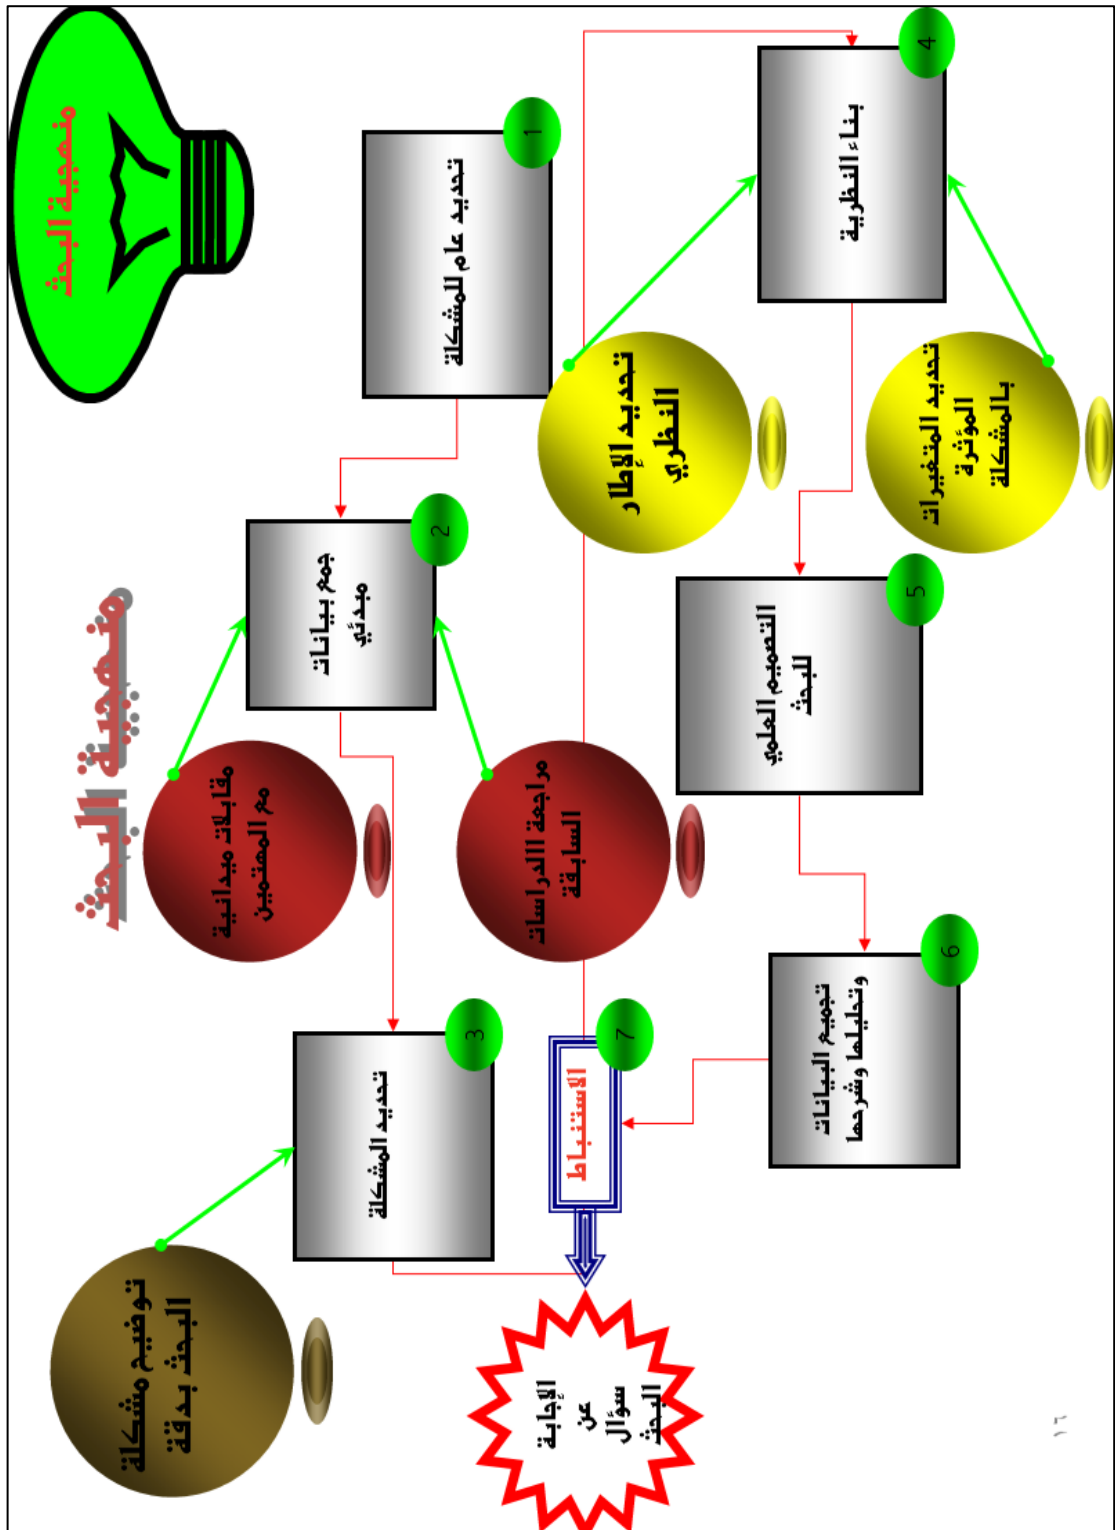 منهجية البحث
منهجية البحث
1
تحديد عام للمشكلة
2
جمع بيانات
مبدئي
مقابلات ميدانية
مع المهتمين
مراجعة االدراسات
السابقة
3
تحديد المشكلة
توضيح مشكلة
البحث بدقة
4
بناء النظرية
تحديد الإطار
النظري
تحديد المتغيرات
المؤثرة
بالمشكلة
5
التصميم العلمي
للبحث
6
تجميع البيانات
وتحليلها وشرحها
7
الاستنباط
الإجابة
عن
سؤال
البحث
١٦